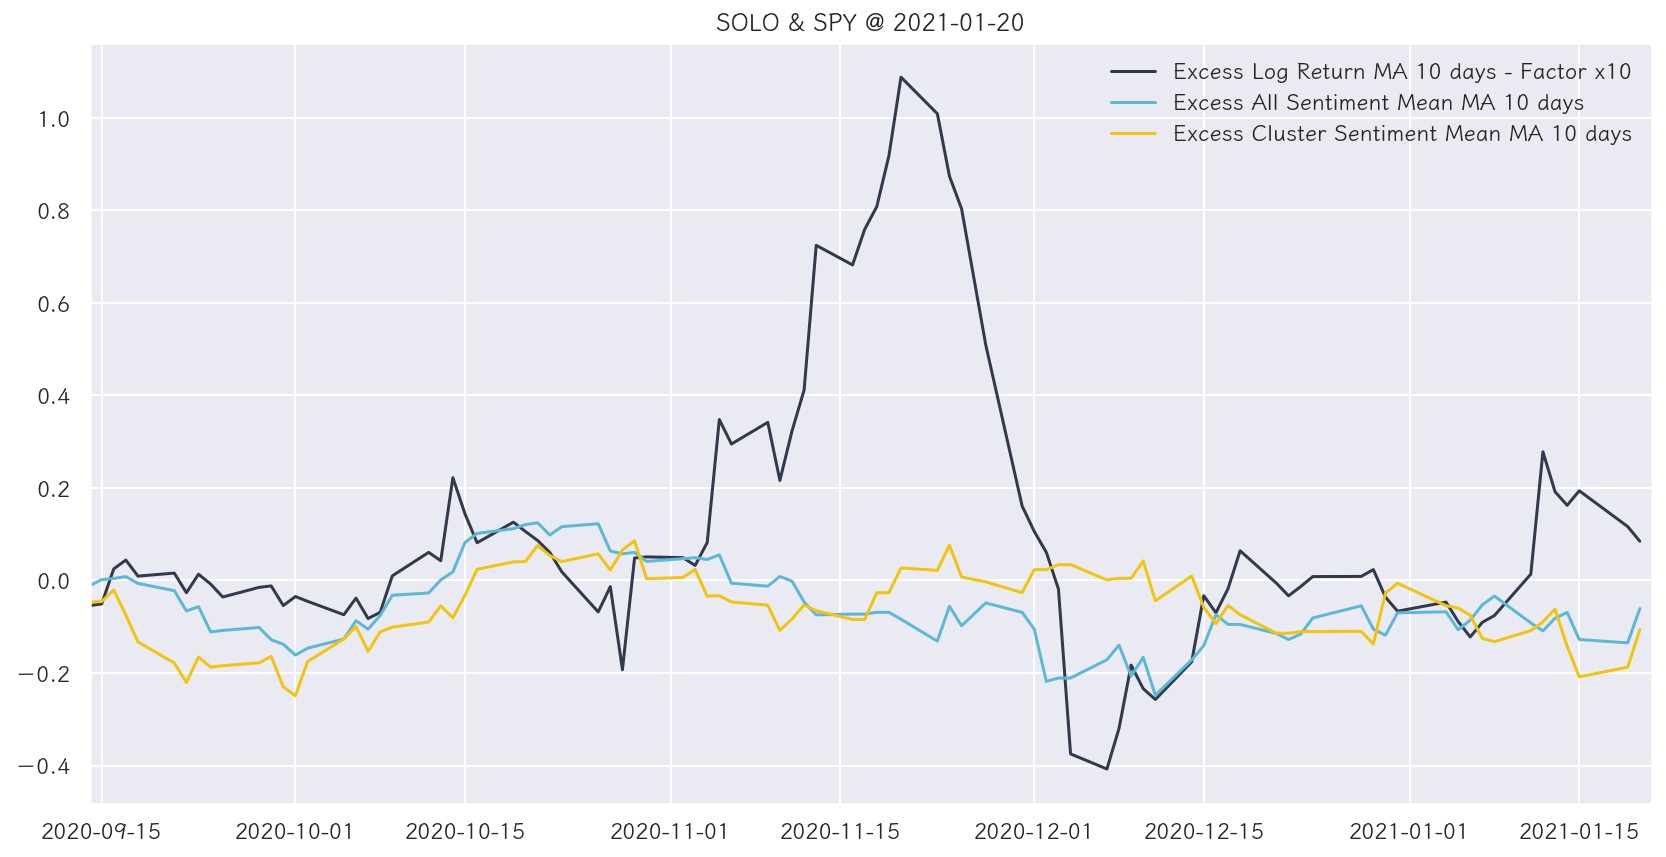 SOLO & SPY @ 2021-01-20
Excess Log Return MA 10 days - Factor x10
Excess All Sentiment Mean MA 10 days
Excess Cluster Sentiment Mean MA 10 days
1.0
0.8
0.6
0.4
0.2
0.0
−0.2
−0.4
2020-09-15 2020-10-01 2020-10-15 2020-11-01 2020-11-15 2020-12-01 2020-12-15 2021-01-01 2021-01-15